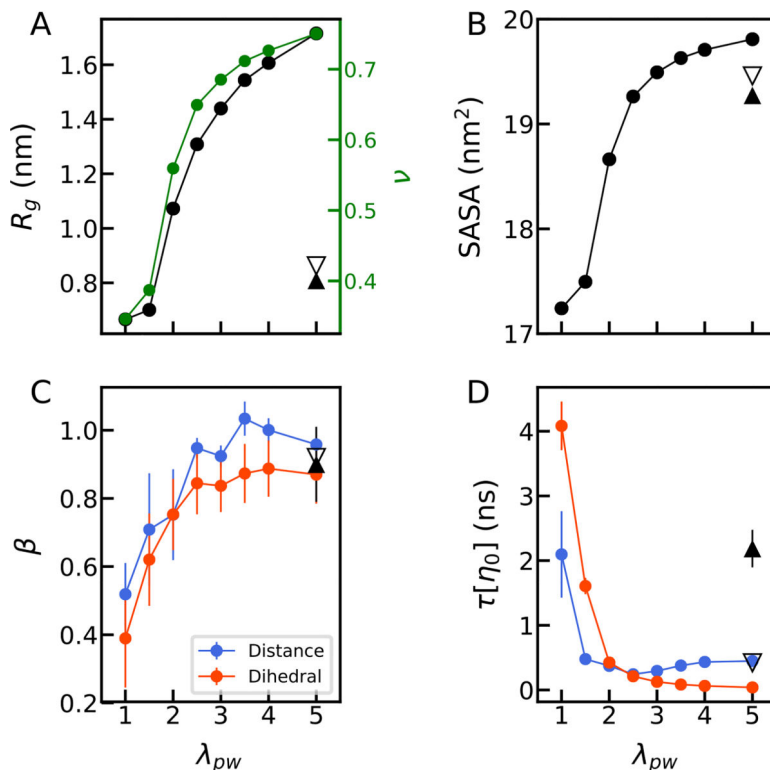 A
1.6
1.4
1.2
1.0
0.8
R_g (nm)
0.7
0.6
0.5
0.4
ν
B
20
19
18
17
SASA (nm²)
C
1.0
0.8
0.6
0.4
0.2
β
Distance
Dihedral
1 2 3 4 5
λ_pw
D
4
3
2
1
0
τ[η₀] (ns)
1 2 3 4 5
λ_pw